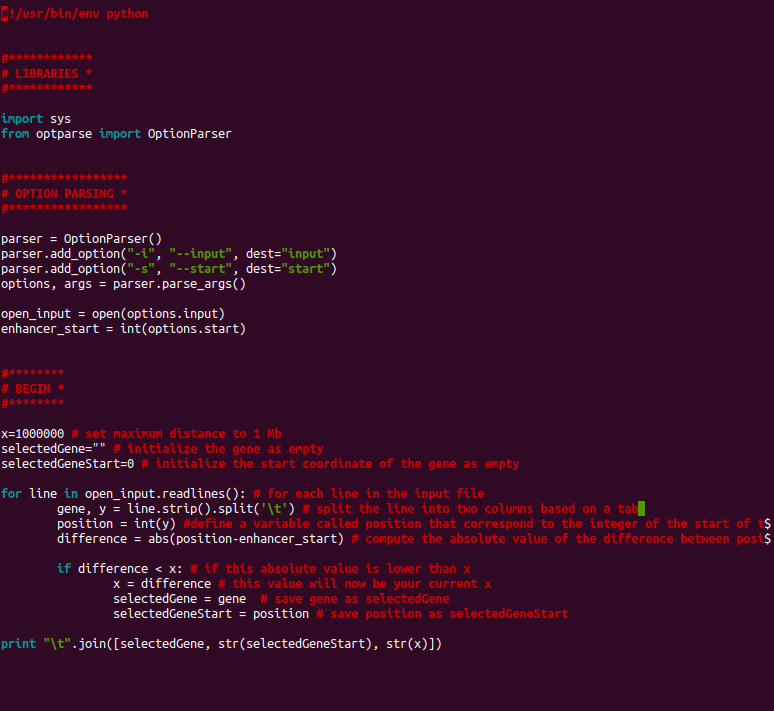 #!/usr/bin/env python
#************
# LIBRARIES *
#************
import sys
from optparse import OptionParser
#*****************
# OPTION PARSING *
#*****************
parser = OptionParser()
parser.add_option("-i", "--input", dest="input")
parser.add_option("-s", "--start", dest="start")
options, args = parser.parse_args()
open_input = open(options.input)
enhancer_start = int(options.start)
#********
# BEGIN *
#********
x=1000000 # set maximum distance to 1 Mb
selectedGene="" # initialize the gene as empty
selectedGeneStart=0 # initialize the start coordinate of the gene as empty
for line in open_input.readlines(): # for each line in the input file
        gene, y = line.strip().split('\t') # split the line into two columns based on a tab
        position = int(y) #define a variable called position that correspond to the integer of the start of t$
        difference = abs(position-enhancer_start) # compute the absolute value of the difference between posi$
        if difference < x: # if this absolute value is lower than x
                x = difference # this value will now be your current x
                selectedGene = gene  # save gene as selectedGene
                selectedGeneStart = position # save position as selectedGeneStart
print "\t".join([selectedGene, str(selectedGeneStart), str(x)])